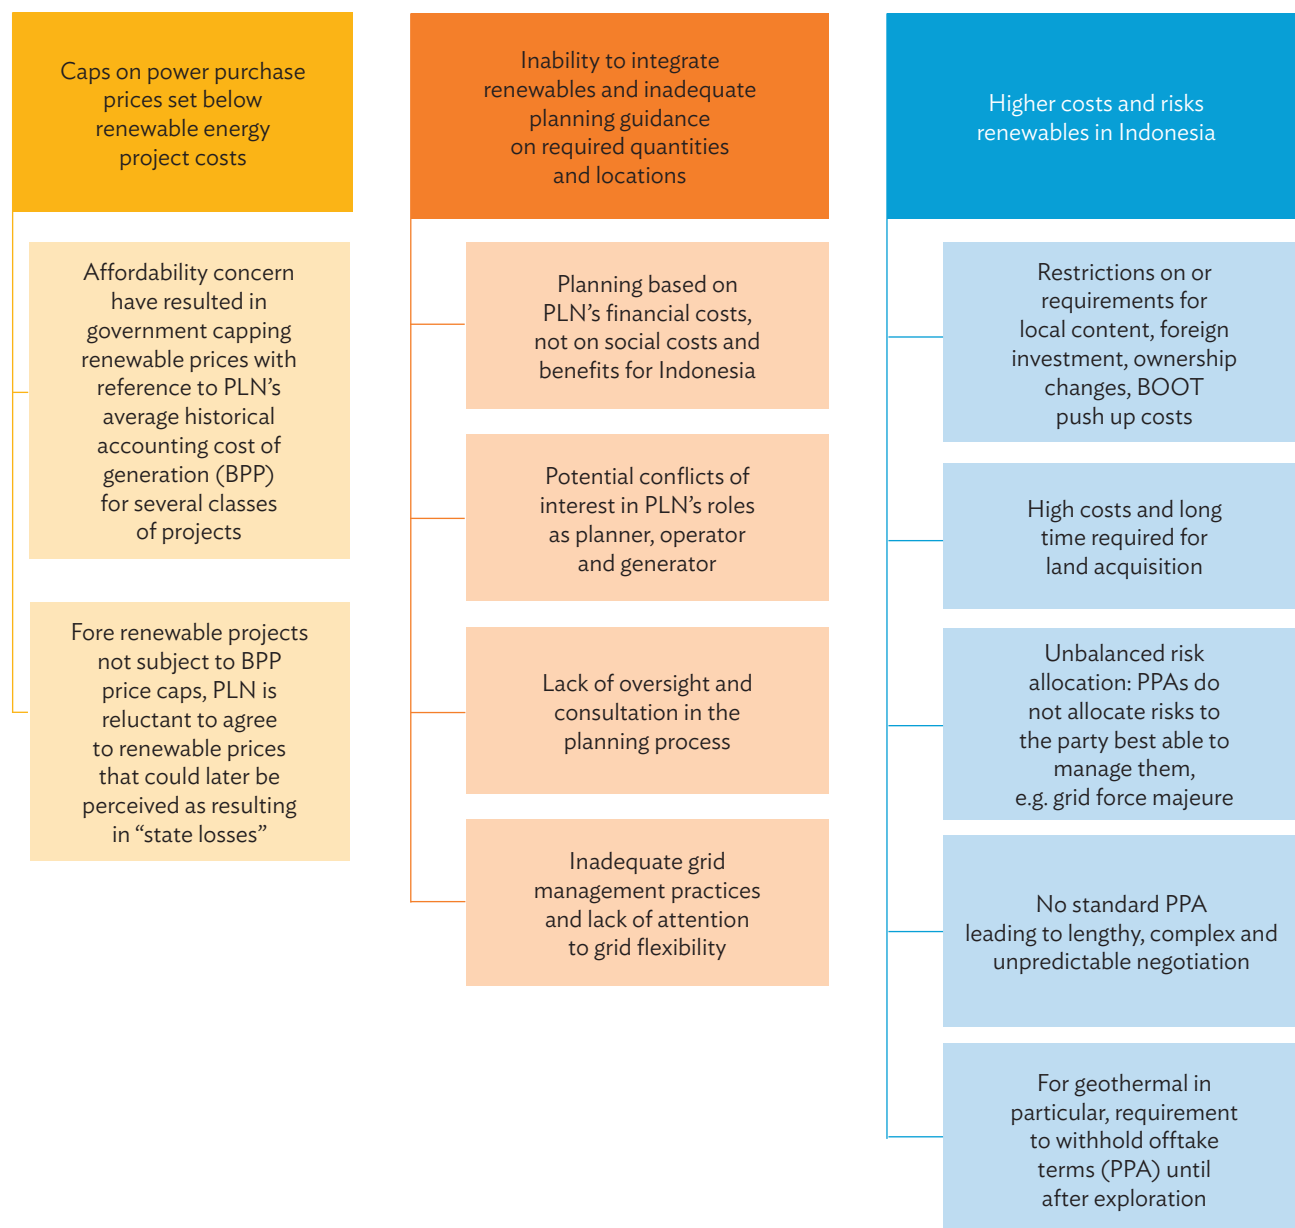 Caps on power purchase
prices set below
renewable energy
project costs
Affordability concern
have resulted in
government capping
renewable prices with
reference to PLN’s
average historical
accounting cost of
generation (BPP)
for several classes
of projects
Fore renewable projects
not subject to BPP
price caps, PLN is
reluctant to agree
to renewable prices
that could later be
perceived as resulting
in “state losses”
Inability to integrate
renewables and inadequate
planning guidance
on required quantities
and locations
Planning based on
PLN’s financial costs,
not on social costs and
benefits for Indonesia
Potential conflicts of
interest in PLN’s roles
as planner, operator
and generator
Lack of oversight and
consultation in the
planning process
Inadequate grid
management practices
and lack of attention
to grid flexibility
Higher costs and risks
renewables in Indonesia
Restrictions on or
requirements for
local content, foreign
investment, ownership
changes, BOOT
push up costs
High costs and long
time required for
land acquisition
Unbalanced risk
allocation: PPAs do
not allocate risks to
the party best able to
manage them,
e.g. grid force majeure
No standard PPA
leading to lengthy, complex and
unpredictable negotiation
For geothermal in
particular, requirement
to withhold offtake
terms (PPA) until
after exploration